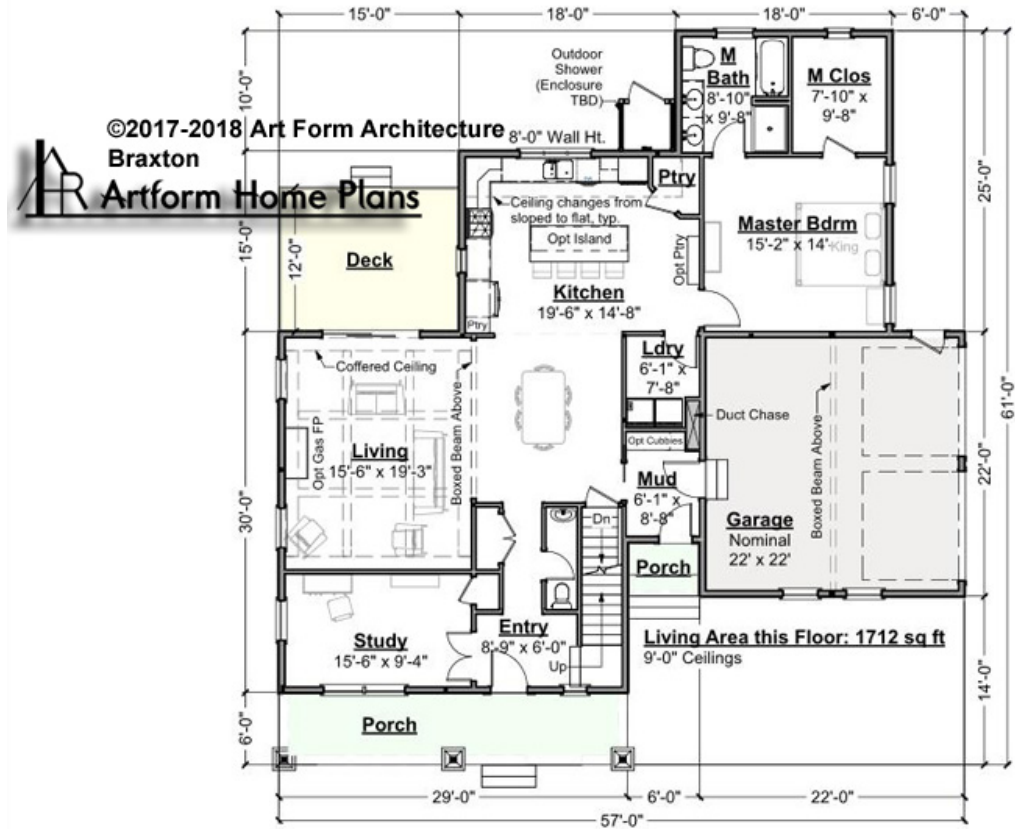 15'-0"
18'-0"
18'-0"
6'-0"
Outdoor
Shower
(Enclosure
TBD)
M
Bath
8'-10"
x 9'-8"
M Clos
7'-10" x
9'-8"
10'-0"
©2017-2018 Art Form Architecture
8'-0" Wall Ht.
Braxton
AR Artform Home Plans
Ptry
25'-0"
Ceiling changes from
sloped to flat, typ.
Master Bdrm
15'-2" x 14'-
King
15'-0"
12'-0"
Deck
Opt Island
Opt Ptry
Kitchen
19'-6" x 14'-8"
Ptry
Ldry
6'-1" x
7'-8"
Coffered Ceiling
Boxed Beam Above
Boxed Beam Above
61'-0"
Duct Chase
Opt Gas FP
Living
15'-6" x 19'-3"
Opt Cubbies
Mud
6'-1" x
8'-8"
22'-0"
30'-0"
Dn
Garage
Nominal
22' x 22'
Porch
Study
15'-6" x 9'-4"
Entry
8'-9" x 6'-0"
Up
Living Area this Floor: 1712 sq ft
9'-0" Ceilings
14'-0"
6'-0"
Porch
29'-0"
6'-0"
22'-0"
57'-0"